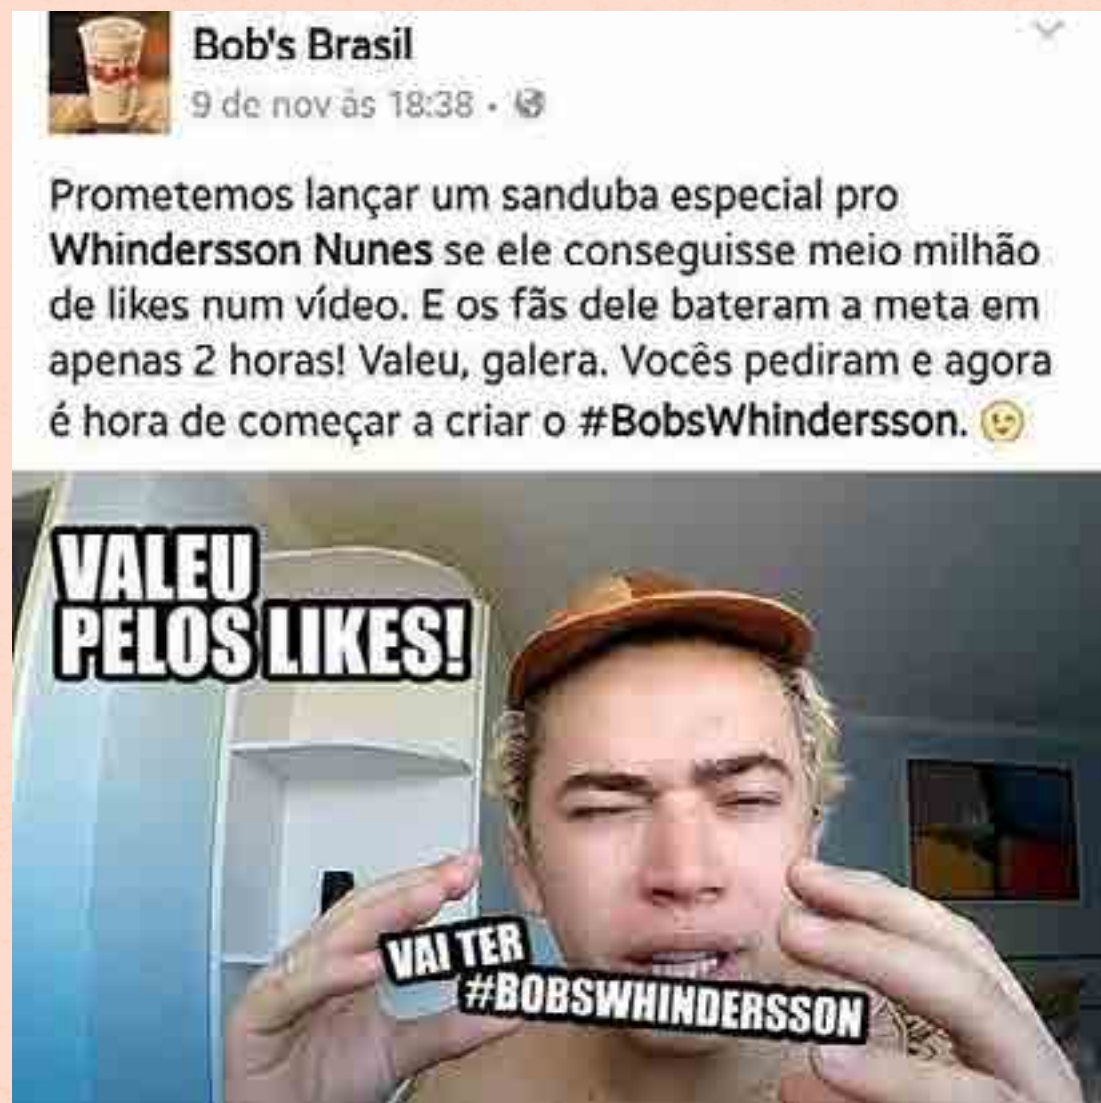 Bob's Brasil
9 de nov às 18:38 ·
Prometemos lançar um sanduba especial pro
Whindersson Nunes se ele conseguisse meio milhão
de likes num vídeo. E os fãs dele bateram a meta em
apenas 2 horas! Valeu, galera. Vocês pediram e agora
é hora de começar a criar o #BobsWhindersson. 😉
VALEU
PELOS LIKES!
VAI TER
#BOBSWHINDERSSON